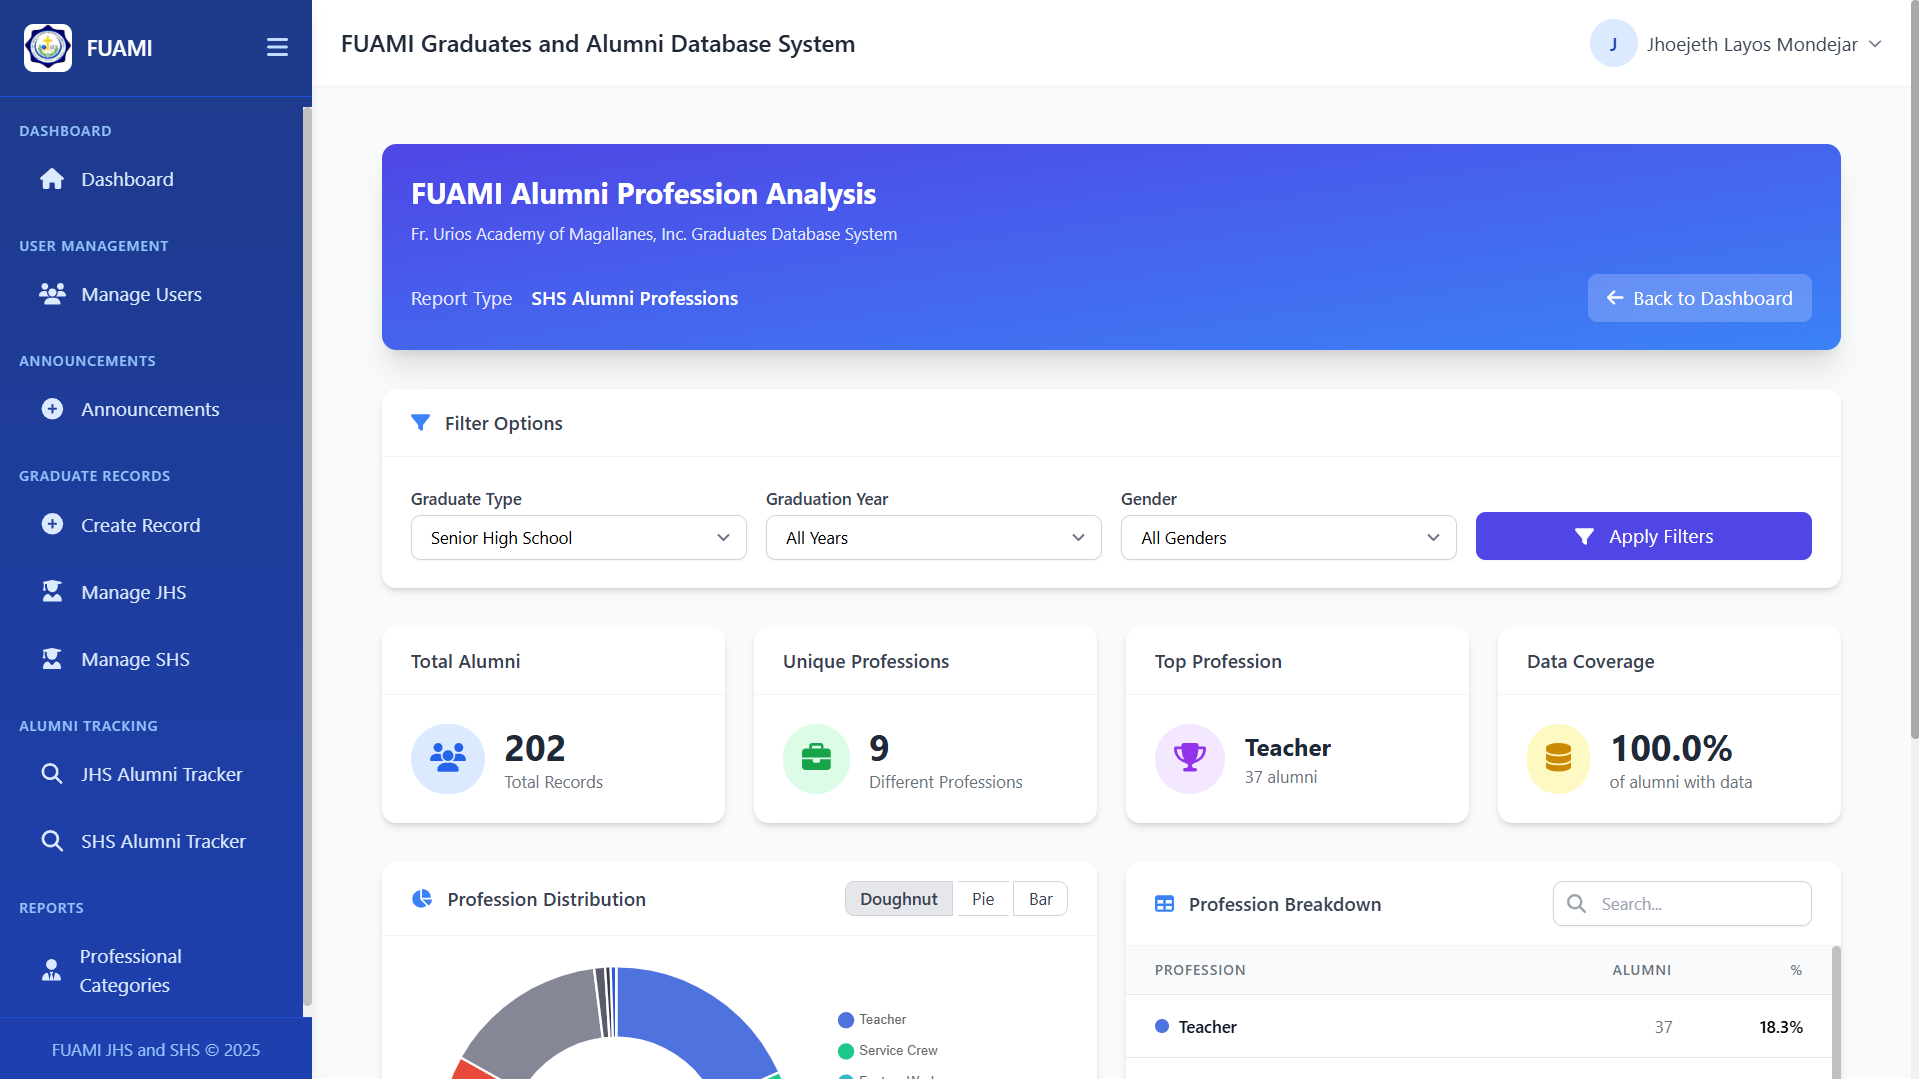 FUAMI
FUAMI Graduates and Alumni Database System
J
Jhoejeth Layos Mondejar
DASHBOARD
Dashboard
USER MANAGEMENT
Manage Users
ANNOUNCEMENTS
Announcements
GRADUATE RECORDS
Create Record
Manage JHS
Manage SHS
ALUMNI TRACKING
JHS Alumni Tracker
SHS Alumni Tracker
REPORTS
Professional
Categories
FUAMI JHS and SHS © 2025
FUAMI Alumni Profession Analysis
Fr. Urios Academy of Magallanes, Inc. Graduates Database System
Report Type SHS Alumni Professions
Back to Dashboard
Filter Options
Graduate Type
Senior High School
Graduation Year
All Years
Gender
All Genders
Apply Filters
Total Alumni
202
Total Records
Unique Professions
9
Different Professions
Top Profession
Teacher
37 alumni
Data Coverage
100.0%
of alumni with data
Profession Distribution
Doughnut Pie Bar
Teacher
Service Crew
Profession Breakdown
Search...
PROFESSION ALUMNI %
Teacher 37 18.3%